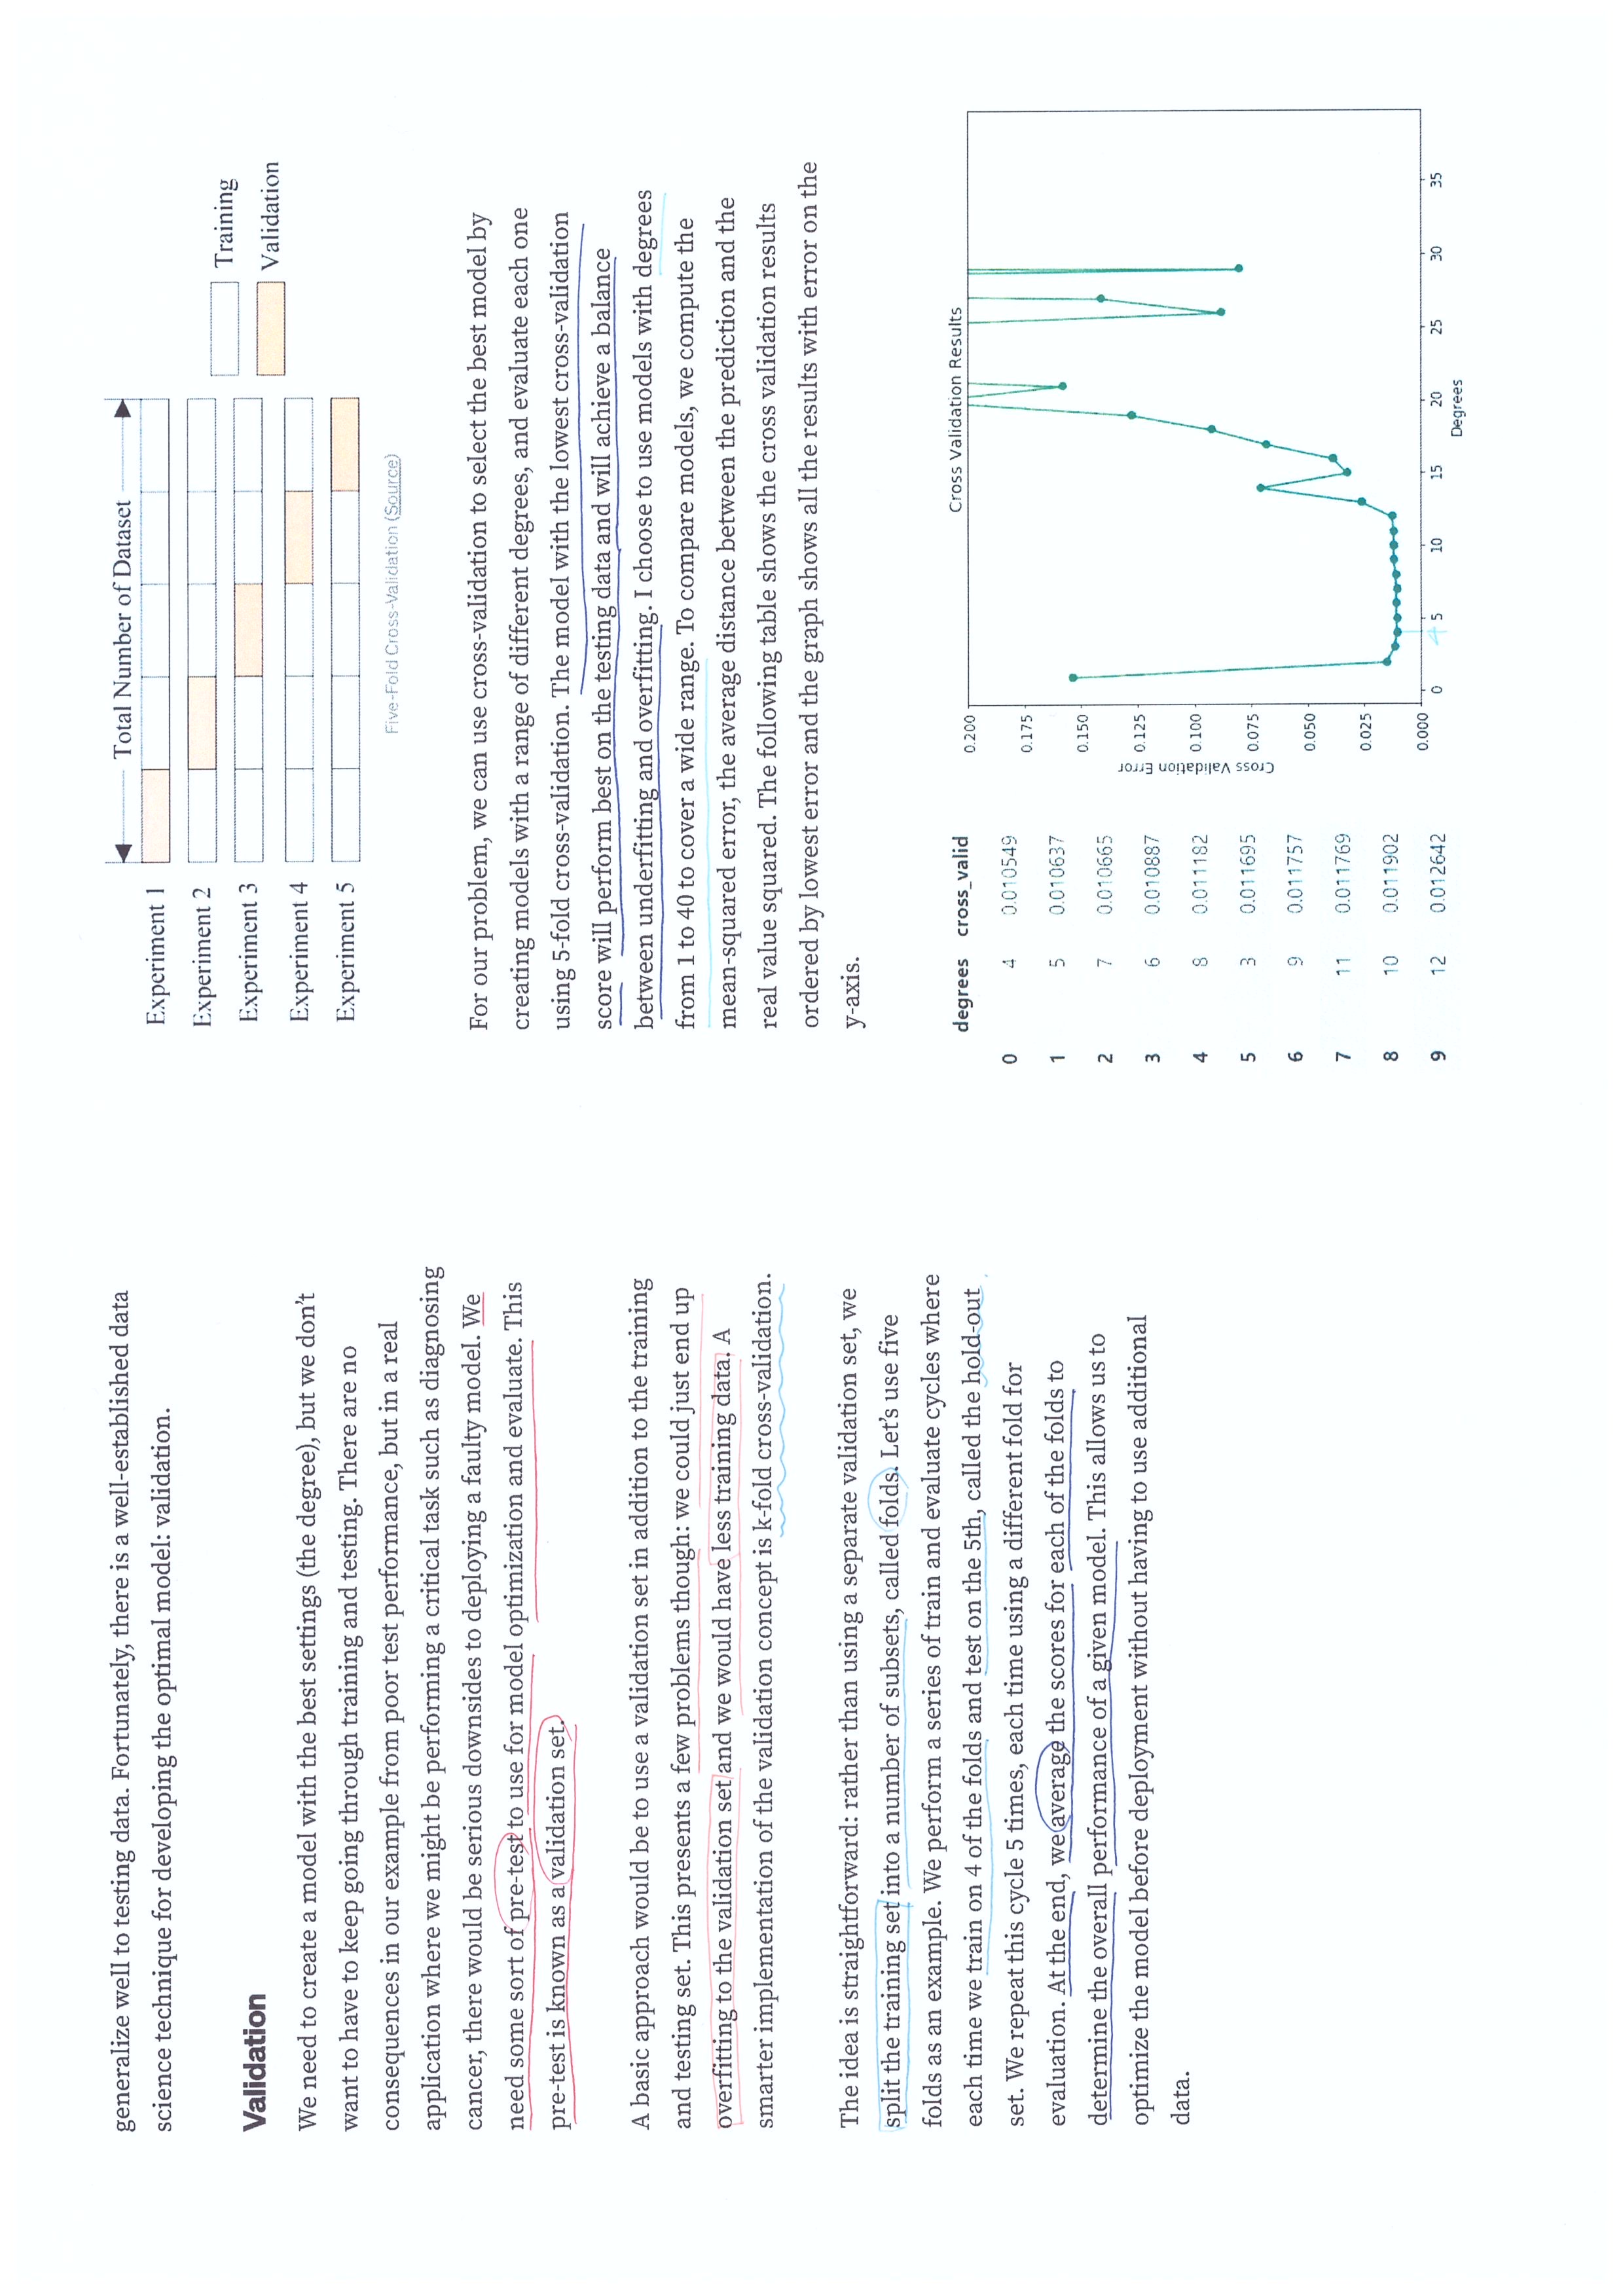 generalize well to testing data. Fortunately, there is a well-established data
science technique for developing the optimal model: validation.
Validation
We need to create a model with the best settings (the degree), but we don't
want to have to keep going through training and testing. There are no
consequences in our example from poor test performance, but in a real
application where we might be performing a critical task such as diagnosing
cancer, there would be serious downsides to deploying a faulty model. We
need some sort of pre-test to use for model optimization and evaluate. This
pre-test is known as a validation set.
A basic approach would be to use a validation set in addition to the training
and testing set. This presents a few problems though: we could just end up
overfitting to the validation set and we would have less training data. A
smarter implementation of the validation concept is k-fold cross-validation.
The idea is straightforward: rather than using a separate validation set, we
split the training set into a number of subsets, called folds. Let's use five
folds as an example. We perform a series of train and evaluate cycles where
each time we train on 4 of the folds and test on the 5th, called the hold-out
set. We repeat this cycle 5 times, each time using a different fold for
evaluation. At the end, we average the scores for each of the folds to
determine the overall performance of a given model. This allows us to
optimize the model before deployment without having to use additional
data.
Total Number of Dataset
Experiment 1
Experiment 2
Experiment 3
Experiment 4
Experiment 5
Training
Validation
Five-Fold Cross-Validation (Source)
For our problem, we can use cross-validation to select the best model by
creating models with a range of different degrees, and evaluate each one
using 5-fold cross-validation. The model with the lowest cross-validation
score will perform best on the testing data and will achieve a balance
between underfitting and overfitting. I choose to use models with degrees
from 1 to 40 to cover a wide range. To compare models, we compute the
mean-squared error, the average distance between the prediction and the
real value squared. The following table shows the cross validation results
ordered by lowest error and the graph shows all the results with error on the
y-axis.
degrees cross_valid
0 4 0.010549
1 5 0.010637
2 7 0.010665
3 6 0.010887
4 8 0.011182
5 3 0.011695
6 9 0.011757
7 11 0.011769
8 10 0.011902
9 12 0.012642
Cross Validation Results
Cross Validation Error
0.200
0.175
0.150
0.125
0.100
0.075
0.050
0.025
0.000
0 4 5 10 15 20 25 30 35
Degrees